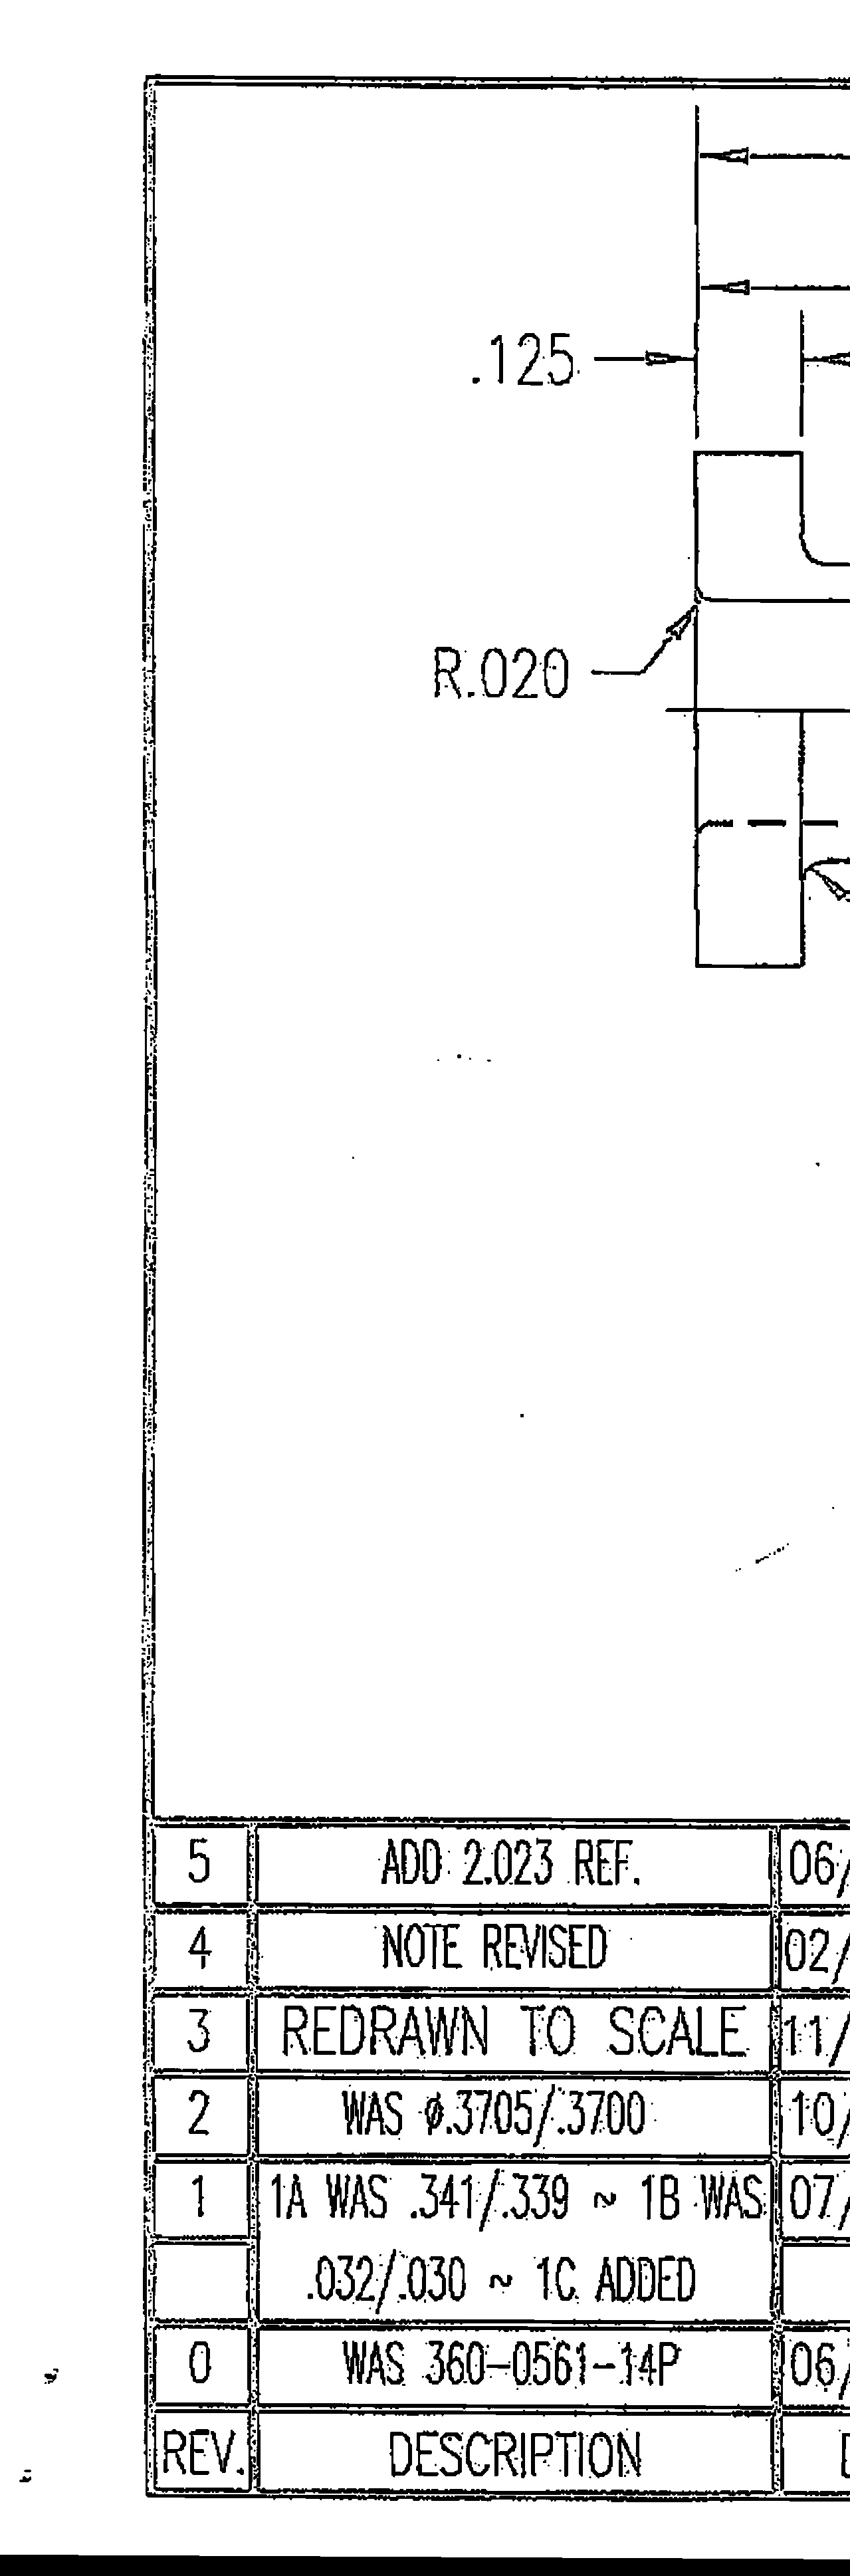 .125
R.020
5 ADD 2.023 REF. 06/
4 NOTE REVISED 02/
3 REDRAWN TO SCALE 11/
2 WAS ø.3705/.3700 10/
1 1A WAS .341/.339 ~ 1B WAS 07/
.032/.030 ~ 1C ADDED
0 WAS 360-0561-14P 06/
REV. DESCRIPTION